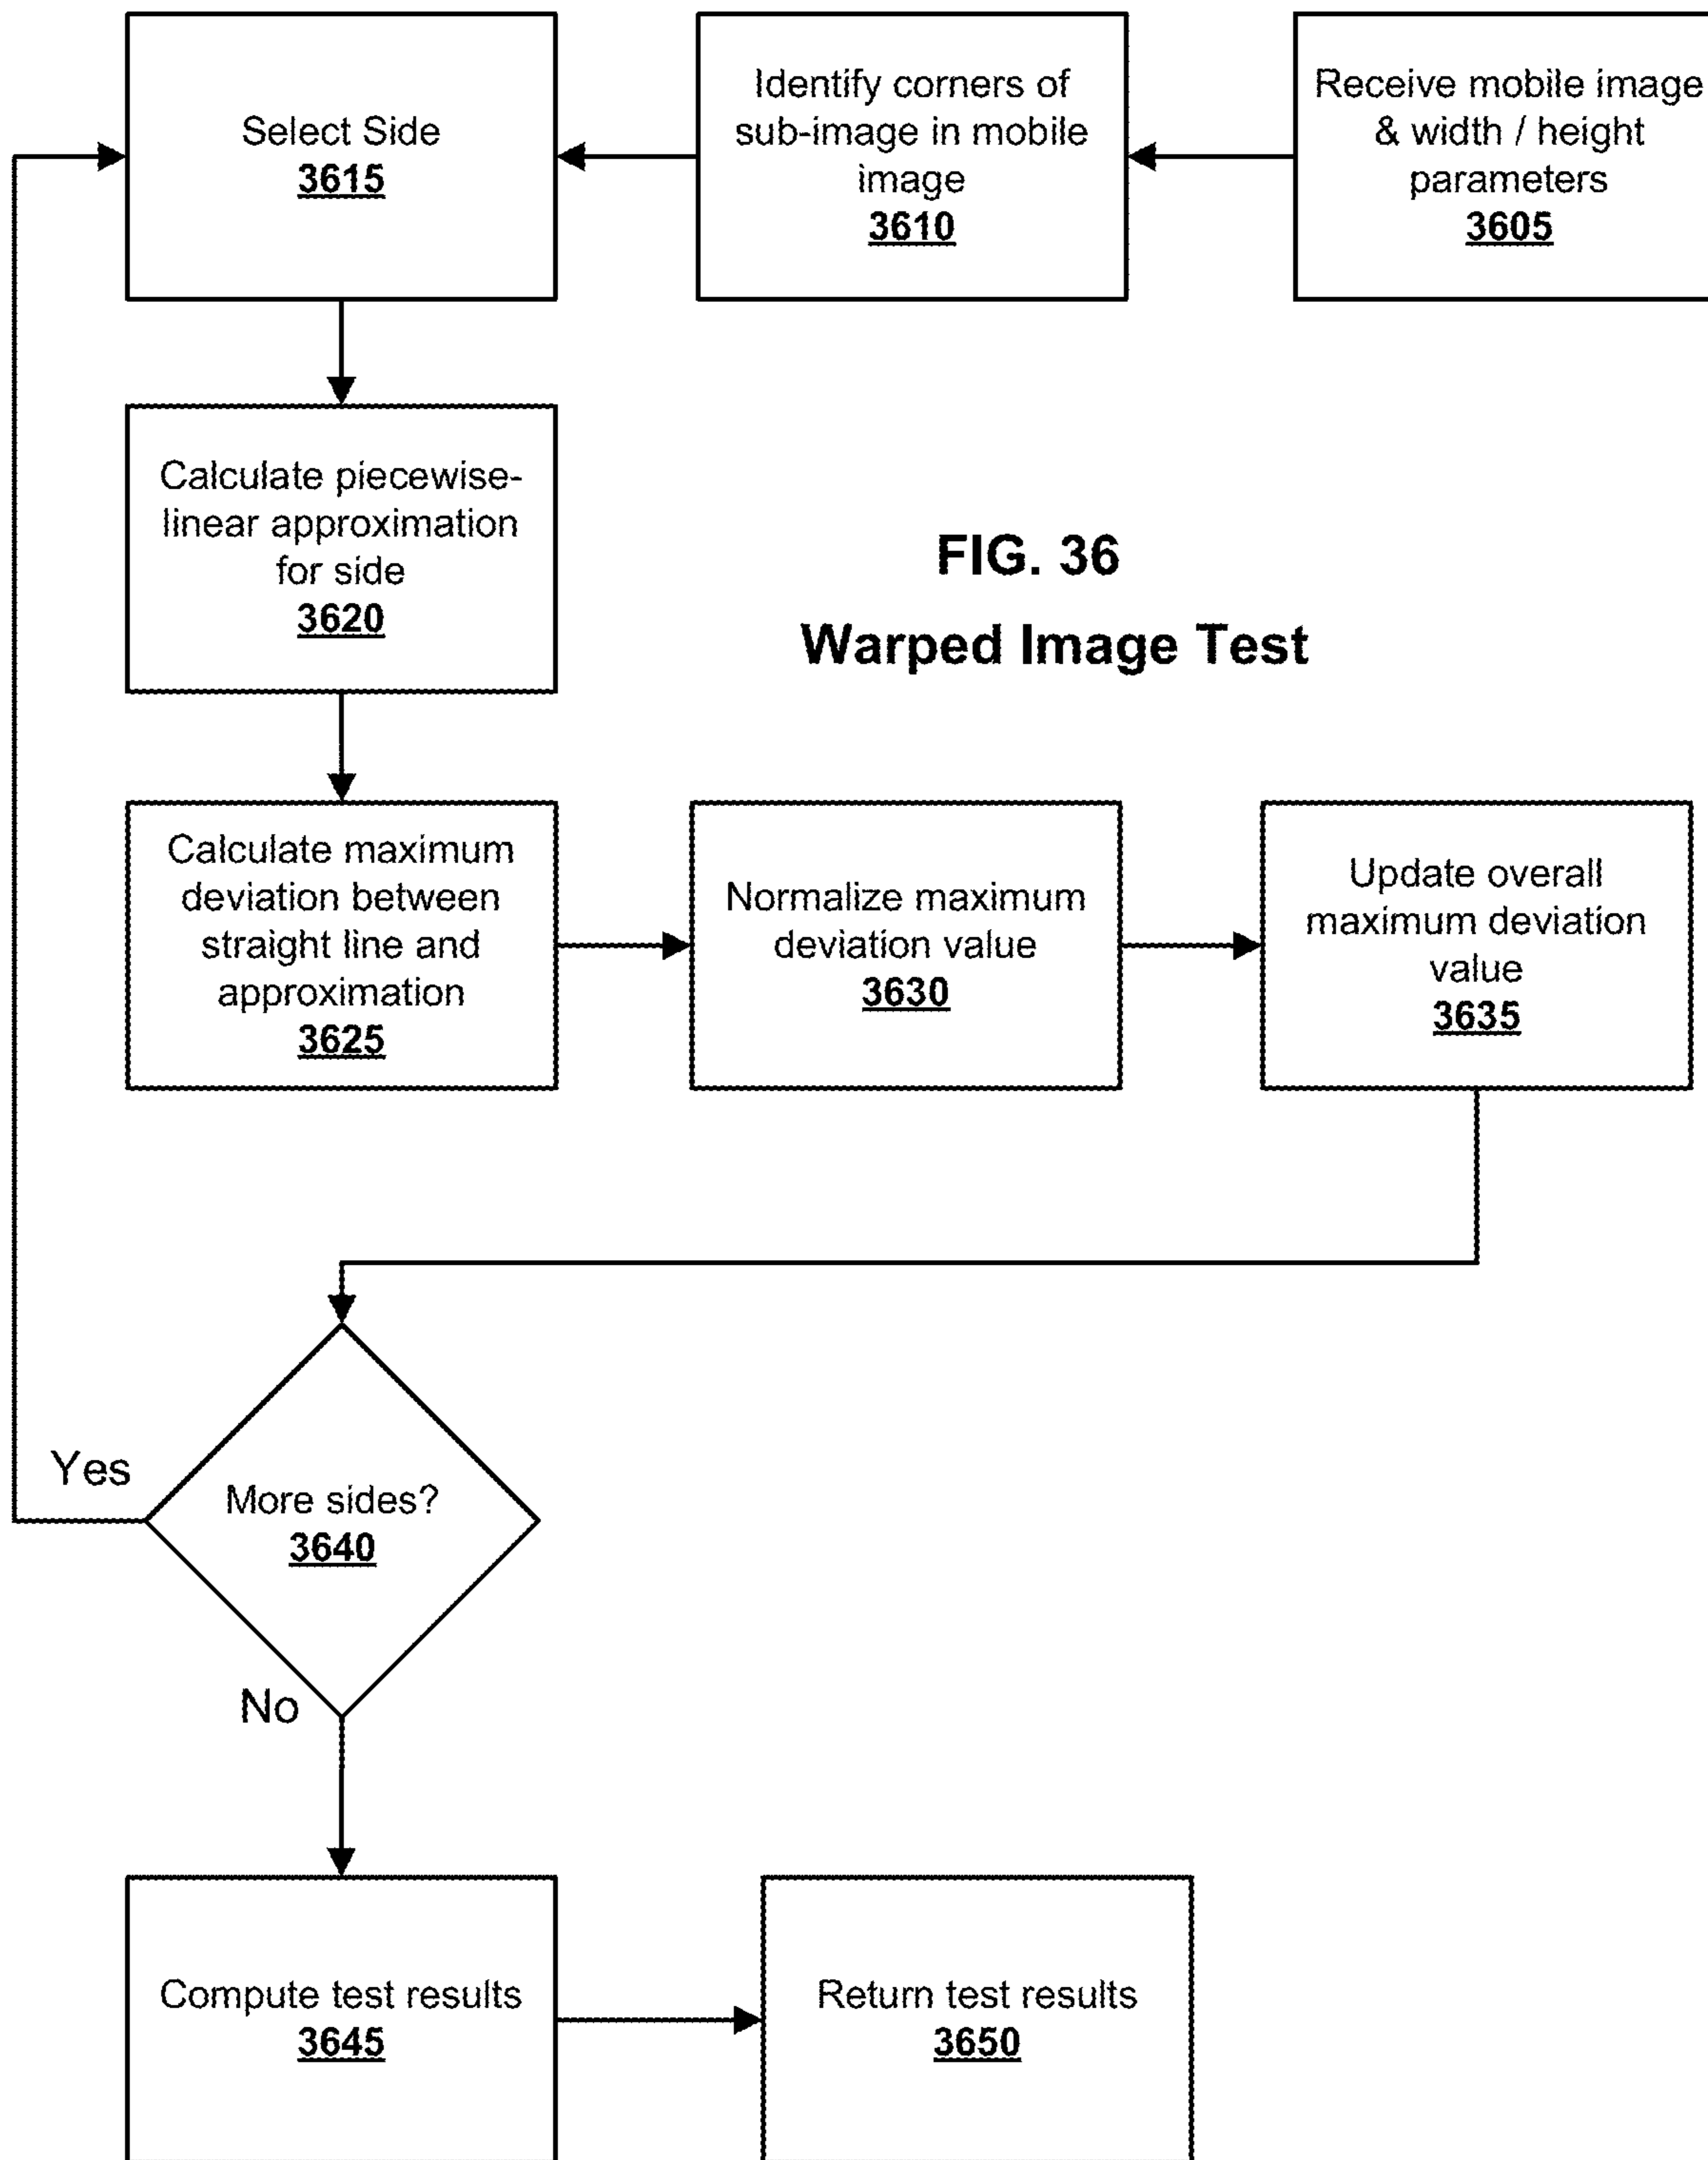 Receive mobile image
& width / height
parameters
3605
Identify corners of
sub-image in mobile
image
3610
Select Side
3615
Calculate piecewise-
linear approximation
for side
3620
FIG. 36
Warped Image Test
Calculate maximum
deviation between
straight line and
approximation
3625
Normalize maximum
deviation value
3630
Update overall
maximum deviation
value
3635
More sides?
3640
Yes
No
Compute test results
3645
Return test results
3650